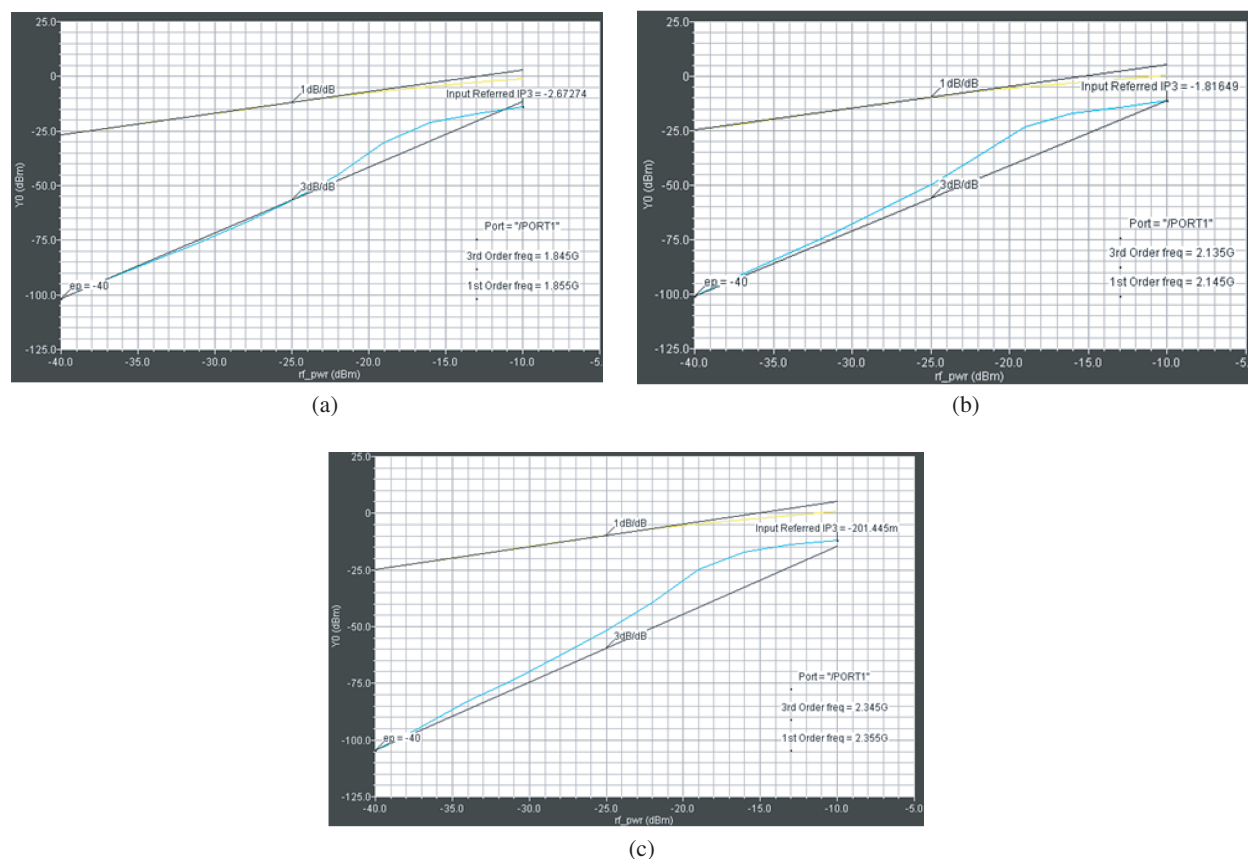 25.0
0
-25.0
-50.0
-75.0
-100.0
-125.0
Y0 (dBm)
1dB/dB
Input Referred IP3 = -2.67274
3dB/dB
Port = "/PORT1"
3rd Order freq = 1.845G
1st Order freq = 1.855G
ep = -40
-40.0 -35.0 -30.0 -25.0 -20.0 -15.0 -10.0 -5.0
rf_pwr (dBm)
(a)
25.0
0
-25.0
-50.0
-75.0
-100.0
-125.0
Y0 (dBm)
1dB/dB
Input Referred IP3 = -1.81649
3dB/dB
Port = "/PORT1"
3rd Order freq = 2.135G
1st Order freq = 2.145G
ep = -40
-40.0 -35.0 -30.0 -25.0 -20.0 -15.0 -10.0 -5.0
rf_pwr (dBm)
(b)
25.0
0
-25.0
-50.0
-75.0
-100.0
-125.0
Y0 (dBm)
1dB/dB
Input Referred IP3 = -201.445m
3dB/dB
Port = "/PORT1"
3rd Order freq = 2.345G
1st Order freq = 2.355G
ep = -40
-40.0 -35.0 -30.0 -25.0 -20.0 -15.0 -10.0 -5.0
rf_pwr (dBm)
(c)